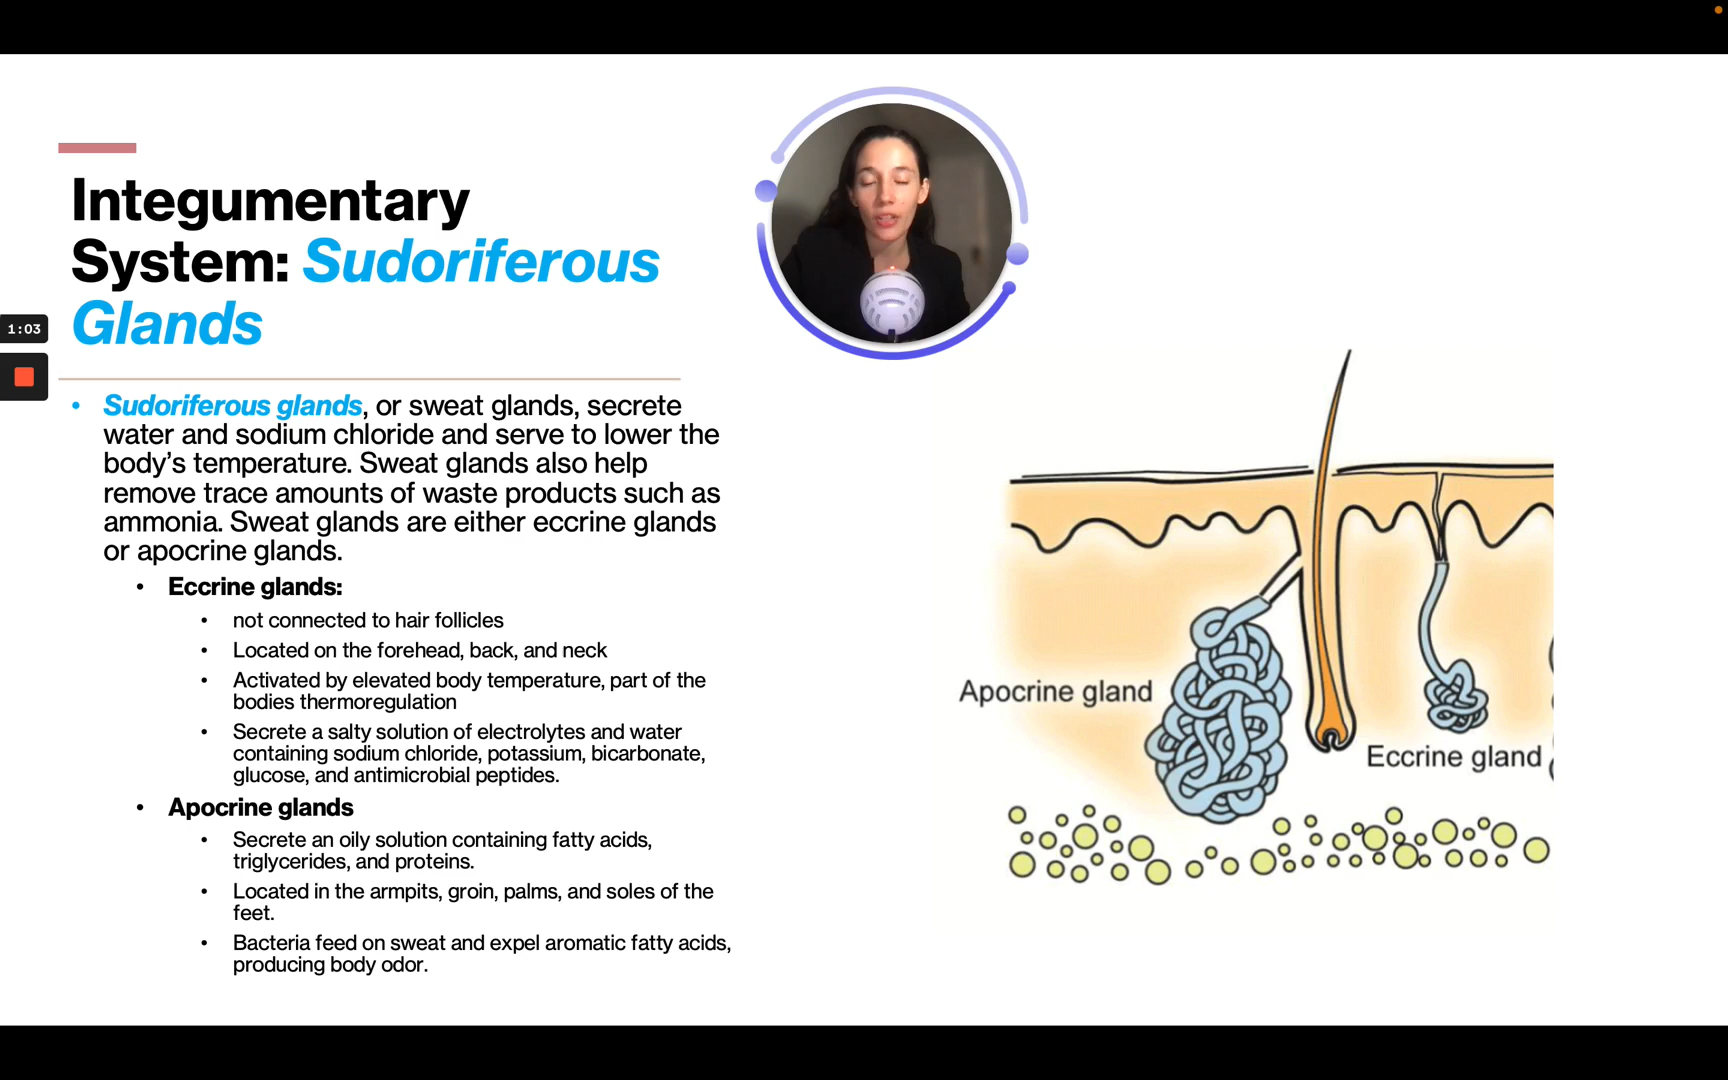 Integumentary
System: Sudoriferous
Glands
1:03
• Sudoriferous glands, or sweat glands, secrete
water and sodium chloride and serve to lower the
body’s temperature. Sweat glands also help
remove trace amounts of waste products such as
ammonia. Sweat glands are either eccrine glands
or apocrine glands.
• Eccrine glands:
• not connected to hair follicles
• Located on the forehead, back, and neck
• Activated by elevated body temperature, part of the
bodies thermoregulation
• Secrete a salty solution of electrolytes and water
containing sodium chloride, potassium, bicarbonate,
glucose, and antimicrobial peptides.
• Apocrine glands
• Secrete an oily solution containing fatty acids,
triglycerides, and proteins.
• Located in the armpits, groin, palms, and soles of the
feet.
• Bacteria feed on sweat and expel aromatic fatty acids,
producing body odor.
Apocrine gland
Eccrine gland